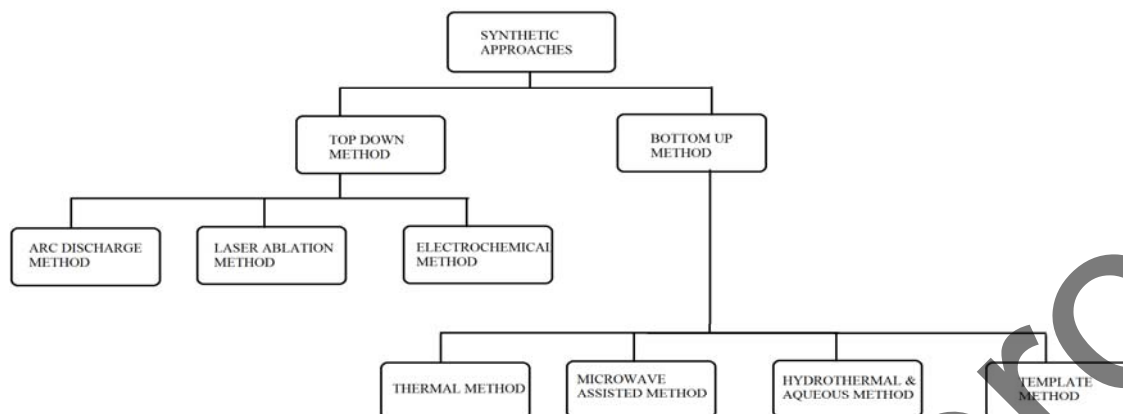 SYNTHETIC
APPROACHES
TOP DOWN
METHOD
BOTTOM UP
METHOD
ARC DISCHARGE
METHOD
LASER ABLATION
METHOD
ELECTROCHEMICAL
METHOD
THERMAL METHOD
MICROWAVE
ASSISTED METHOD
HYDROTHERMAL &
AQUEOUS METHOD
TEMPLATE
METHOD
ro